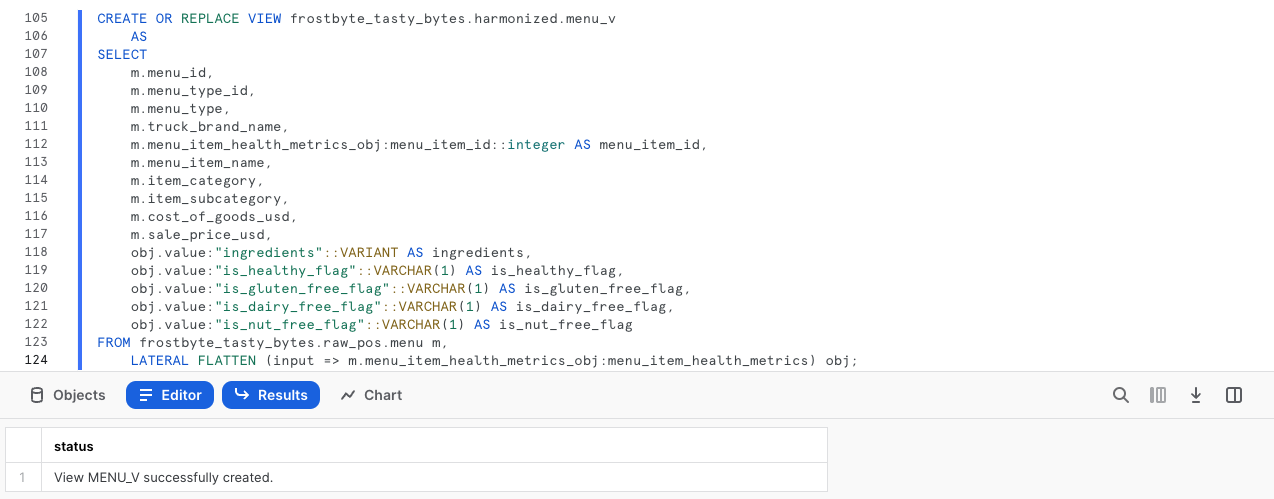 105 CREATE OR REPLACE VIEW frostbyte_tasty_bytes.harmonized.menu_v
106     AS
107 SELECT
108     m.menu_id,
109     m.menu_type_id,
110     m.menu_type,
111     m.truck_brand_name,
112     m.menu_item_health_metrics_obj:menu_item_id::integer AS menu_item_id,
113     m.menu_item_name,
114     m.item_category,
115     m.item_subcategory,
116     m.cost_of_goods_usd,
117     m.sale_price_usd,
118     obj.value:"ingredients"::VARIANT AS ingredients,
119     obj.value:"is_healthy_flag"::VARCHAR(1) AS is_healthy_flag,
120     obj.value:"is_gluten_free_flag"::VARCHAR(1) AS is_gluten_free_flag,
121     obj.value:"is_dairy_free_flag"::VARCHAR(1) AS is_dairy_free_flag,
122     obj.value:"is_nut_free_flag"::VARCHAR(1) AS is_nut_free_flag
123 FROM frostbyte_tasty_bytes.raw_pos.menu m,
124     LATERAL FLATTEN (input => m.menu_item_health_metrics_obj:menu_item_health_metrics) obj;
Objects Editor Results Chart
status
1 View MENU_V successfully created.